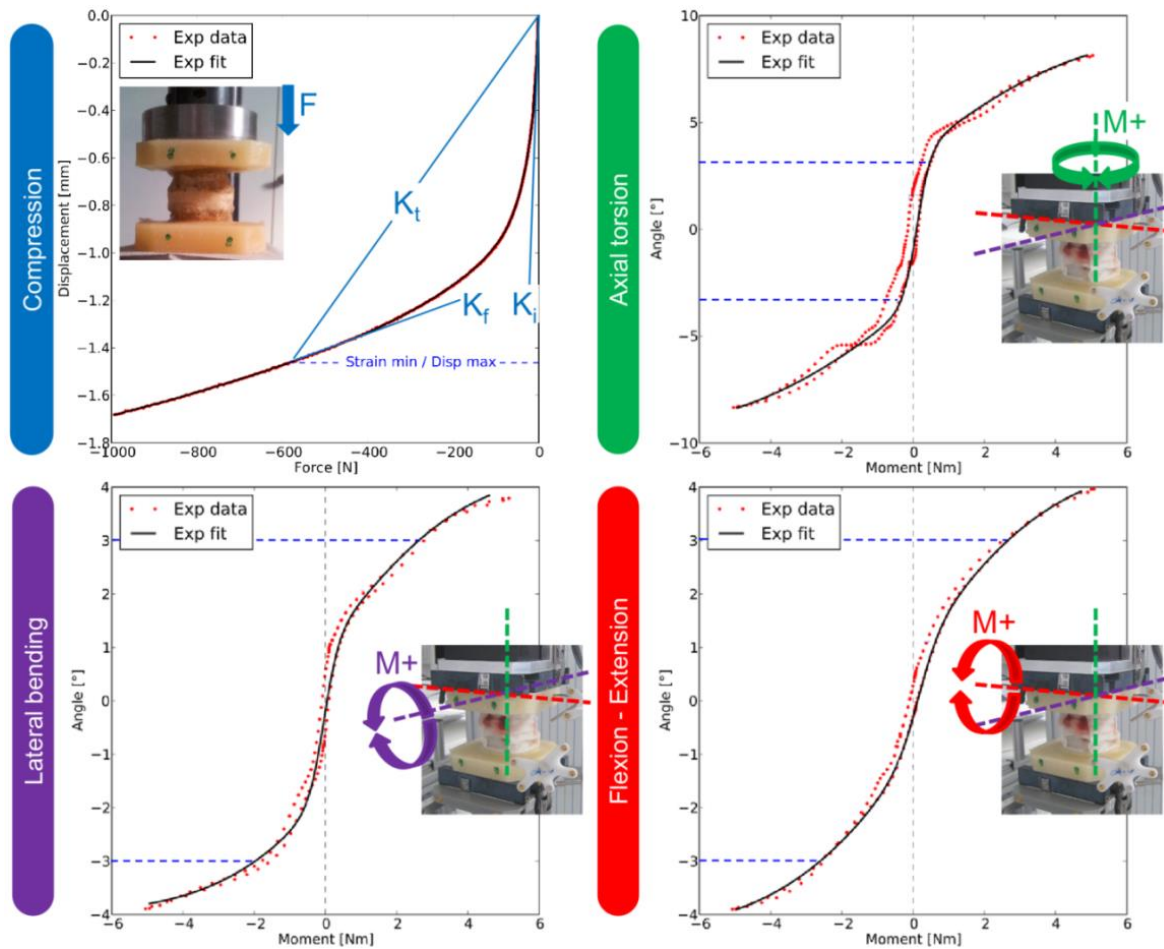 Compression
Exp data
Exp fit
F
K_t
K_f
K_i
Strain min / Disp max
Displacement [mm]
0.0
−0.2
−0.4
−0.6
−0.8
−1.0
−1.2
−1.4
−1.6
−1.8
−1000
−800
−600
−400
−200
0
Force [N]
Axial torsion
Exp data
Exp fit
M+
Angle [°]
10
5
0
−5
−10
−6
−4
−2
0
2
4
6
Moment [Nm]
Lateral bending
Exp data
Exp fit
M+
Angle [°]
4
3
2
1
0
−1
−2
−3
−4
−6
−4
−2
0
2
4
6
Moment [Nm]
Flexion - Extension
Exp data
Exp fit
M+
Angle [°]
4
3
2
1
0
−1
−2
−3
−4
−6
−4
−2
0
2
4
6
Moment [Nm]